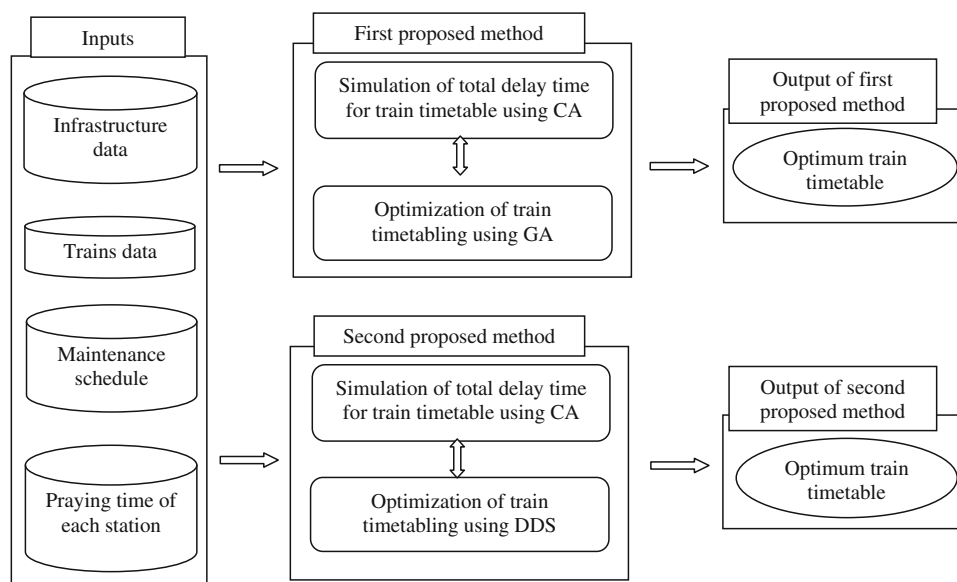 Inputs
Infrastructure
data
Trains data
Maintenance
schedule
Praying time of
each station
First proposed method
Simulation of total delay time
for train timetable using CA
Optimization of train
timetabling using GA
Output of first
proposed method
Optimum train
timetable
Second proposed method
Simulation of total delay time
for train timetable using CA
Optimization of train
timetabling using DDS
Output of second
proposed method
Optimum train
timetable